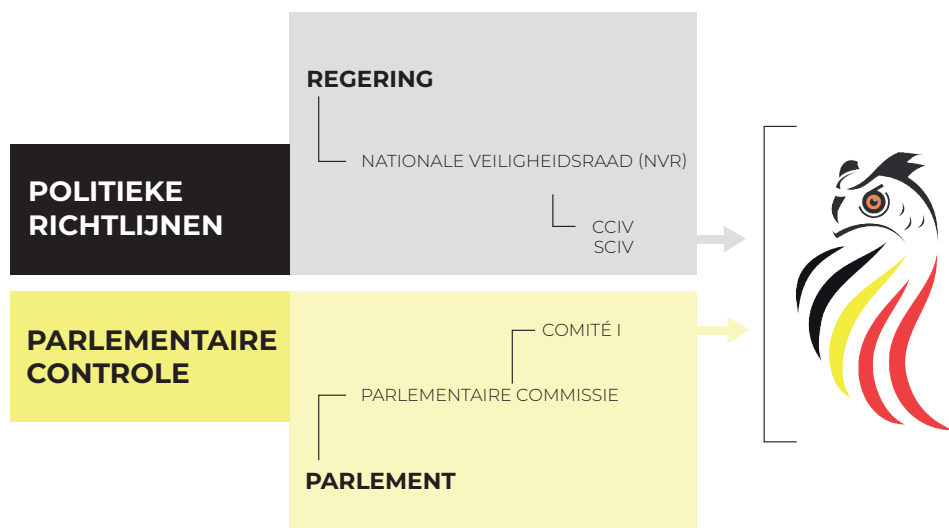 REGERING
NATIONALE VEILIGHEIDSRAAD (NVR)
POLITIEKE
RICHTLIJNEN
CCIV
SCIV
PARLEMENTAIRE
CONTROLE
COMITÉ I
PARLEMENTAIRE COMMISSIE
PARLEMENT